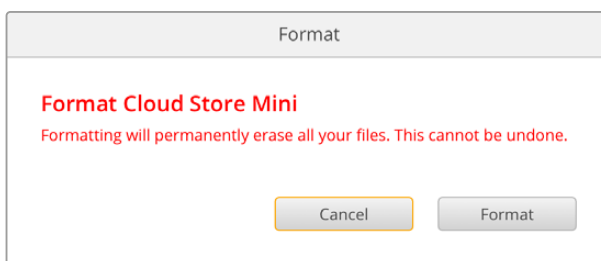 Format
Format Cloud Store Mini
Formatting will permanently erase all your files. This cannot be undone.
Cancel
Format